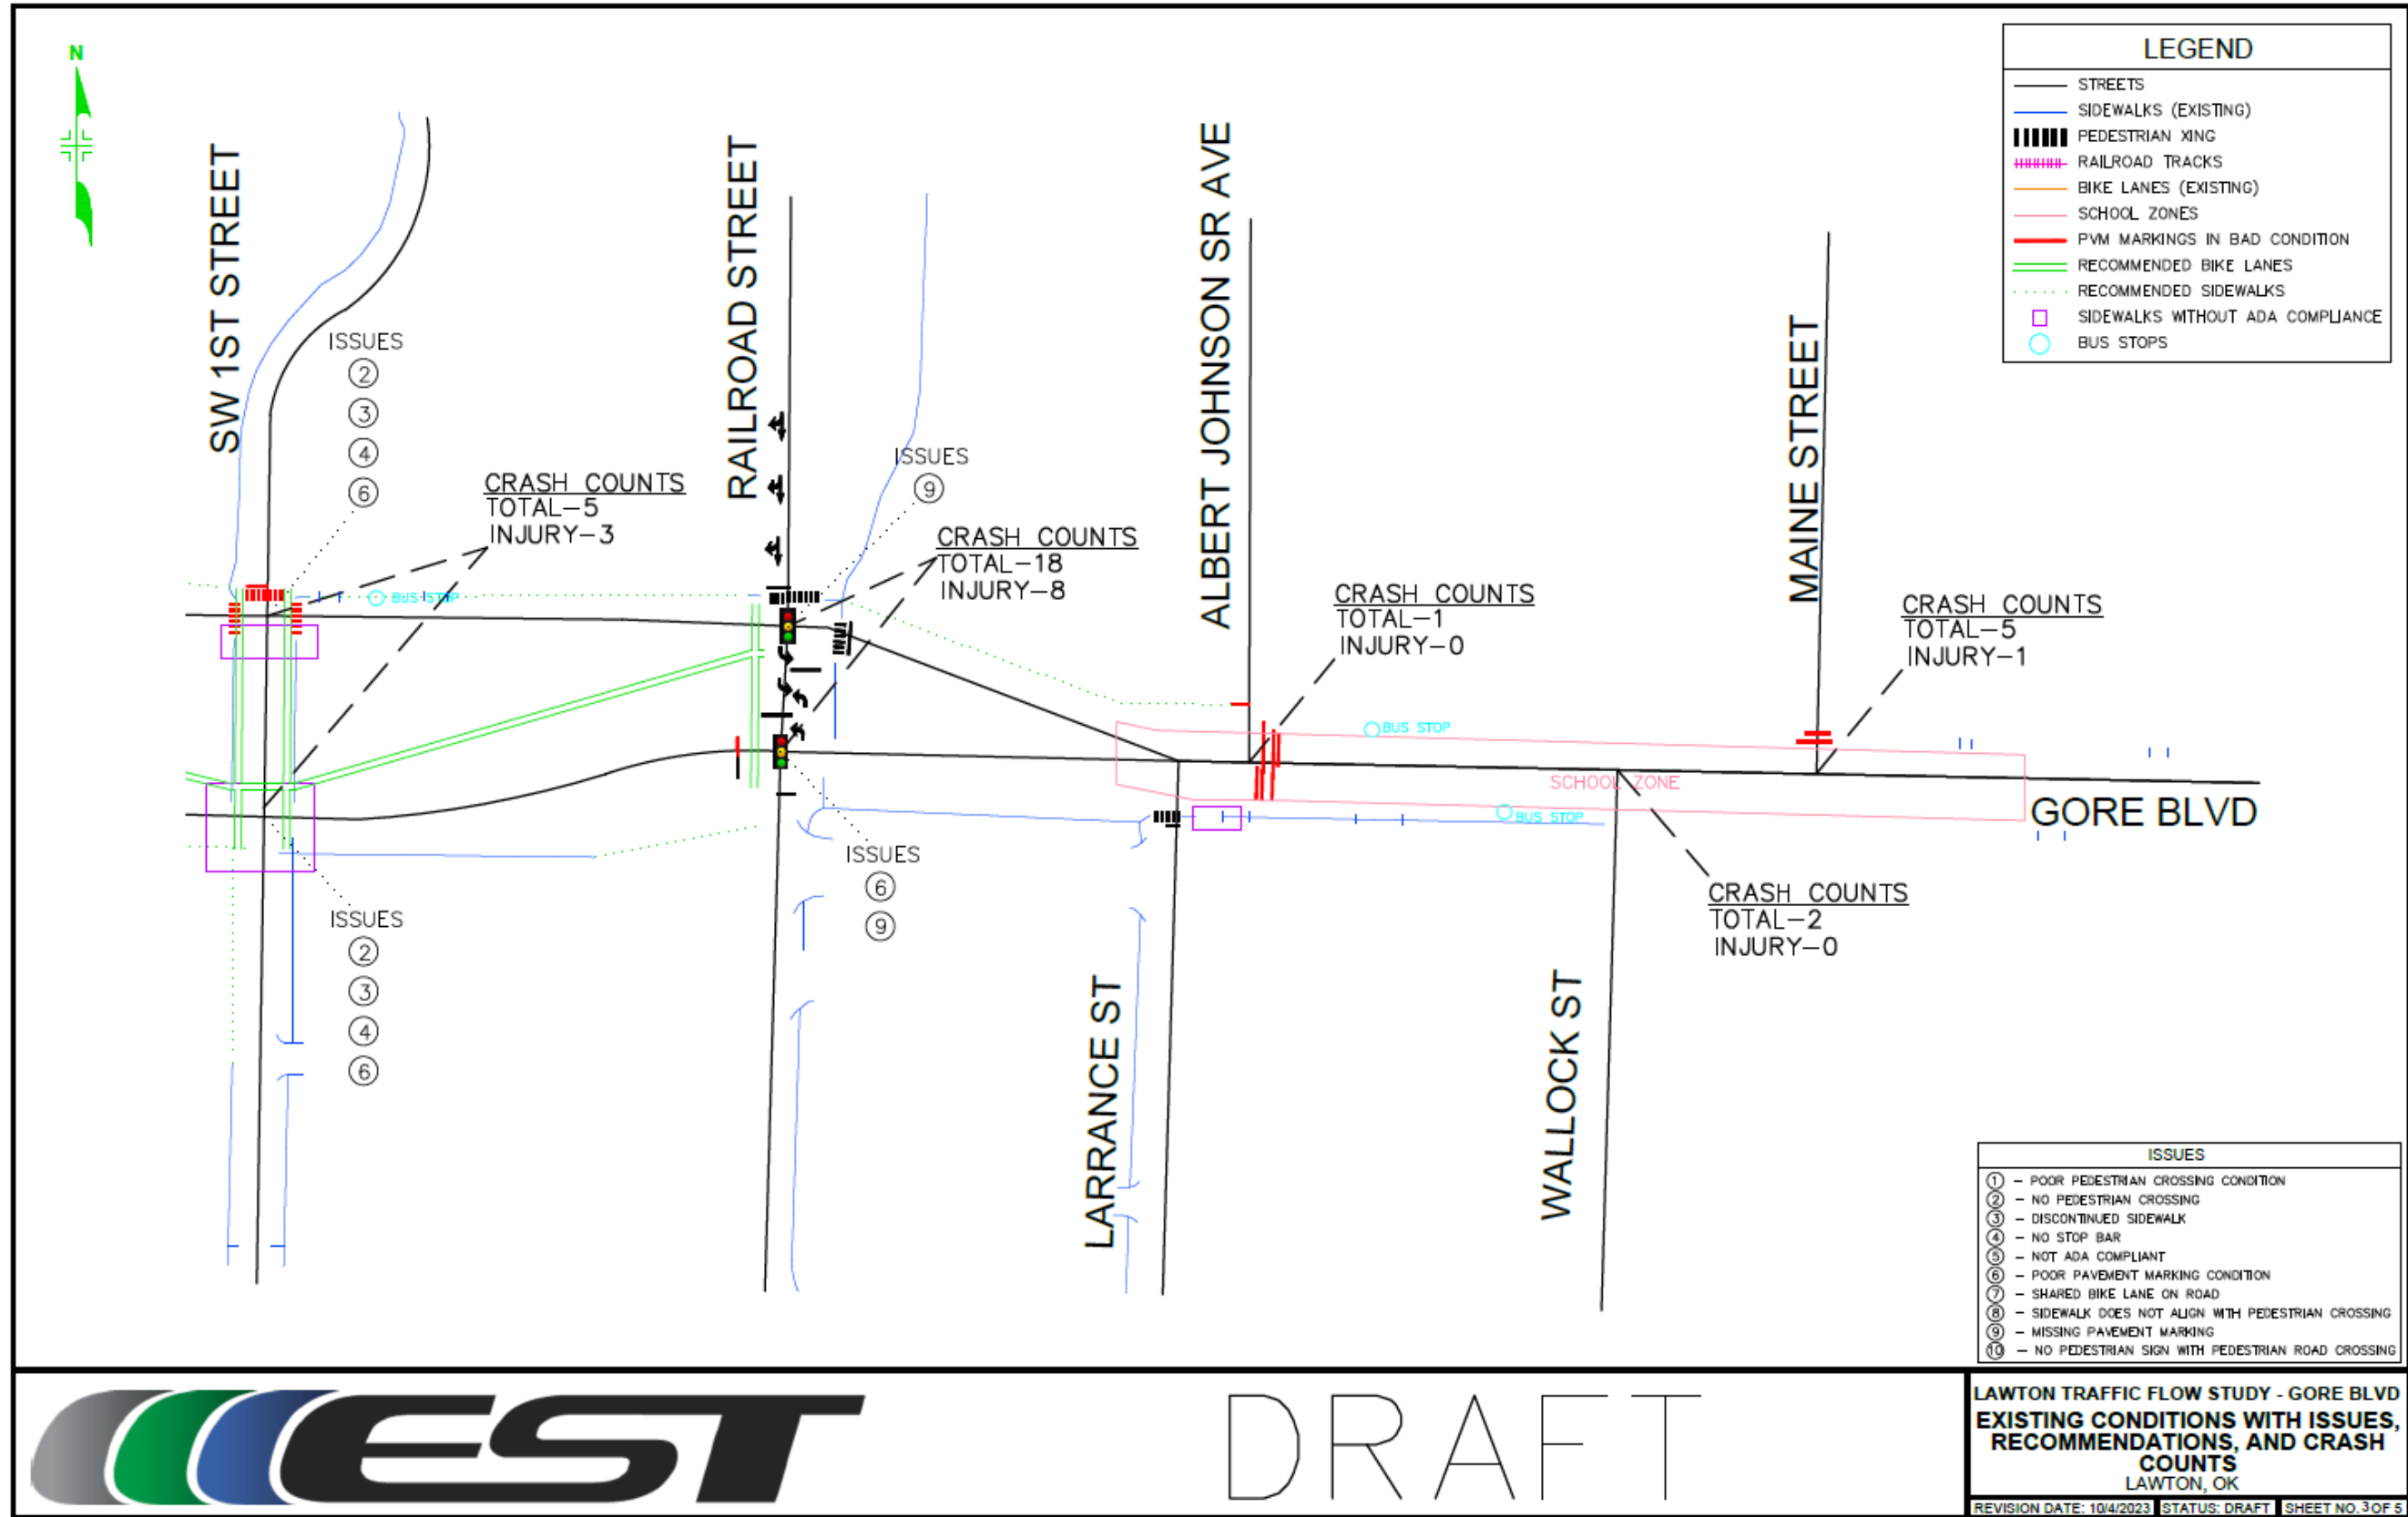 N
LEGEND
STREETS
SIDEWALKS (EXISTING)
PEDESTRIAN XING
RAILROAD TRACKS
BIKE LANES (EXISTING)
SCHOOL ZONES
PVM MARKINGS IN BAD CONDITION
RECOMMENDED BIKE LANES
RECOMMENDED SIDEWALKS
SIDEWALKS WITHOUT ADA COMPLIANCE
BUS STOPS
SW 1ST STREET
RAILROAD STREET
ALBERT JOHNSON SR AVE
MAINE STREET
ISSUES
2
3
4
6
CRASH COUNTS
TOTAL-5
INJURY-3
ISSUES
9
CRASH COUNTS
TOTAL-18
INJURY-8
BUS STOP
CRASH COUNTS
TOTAL-1
INJURY-0
CRASH COUNTS
TOTAL-5
INJURY-1
BUS STOP
SCHOOL ZONE
BUS STOP
GORE BLVD
ISSUES
6
9
ISSUES
2
3
4
6
CRASH COUNTS
TOTAL-2
INJURY-0
LARRANCE ST
WALLOCK ST
ISSUES
1 - POOR PEDESTRIAN CROSSING CONDITION
2 - NO PEDESTRIAN CROSSING
3 - DISCONTINUED SIDEWALK
4 - NO STOP BAR
5 - NOT ADA COMPLIANT
6 - POOR PAVEMENT MARKING CONDITION
7 - SHARED BIKE LANE ON ROAD
8 - SIDEWALK DOES NOT ALIGN WITH PEDESTRIAN CROSSING
9 - MISSING PAVEMENT MARKING
10 - NO PEDESTRIAN SIGN WITH PEDESTRIAN ROAD CROSSING
EST
DRAFT
LAWTON TRAFFIC FLOW STUDY - GORE BLVD
EXISTING CONDITIONS WITH ISSUES,
RECOMMENDATIONS, AND CRASH
COUNTS
LAWTON, OK
REVISION DATE: 10/4/2023 STATUS: DRAFT SHEET NO. 3 OF 5